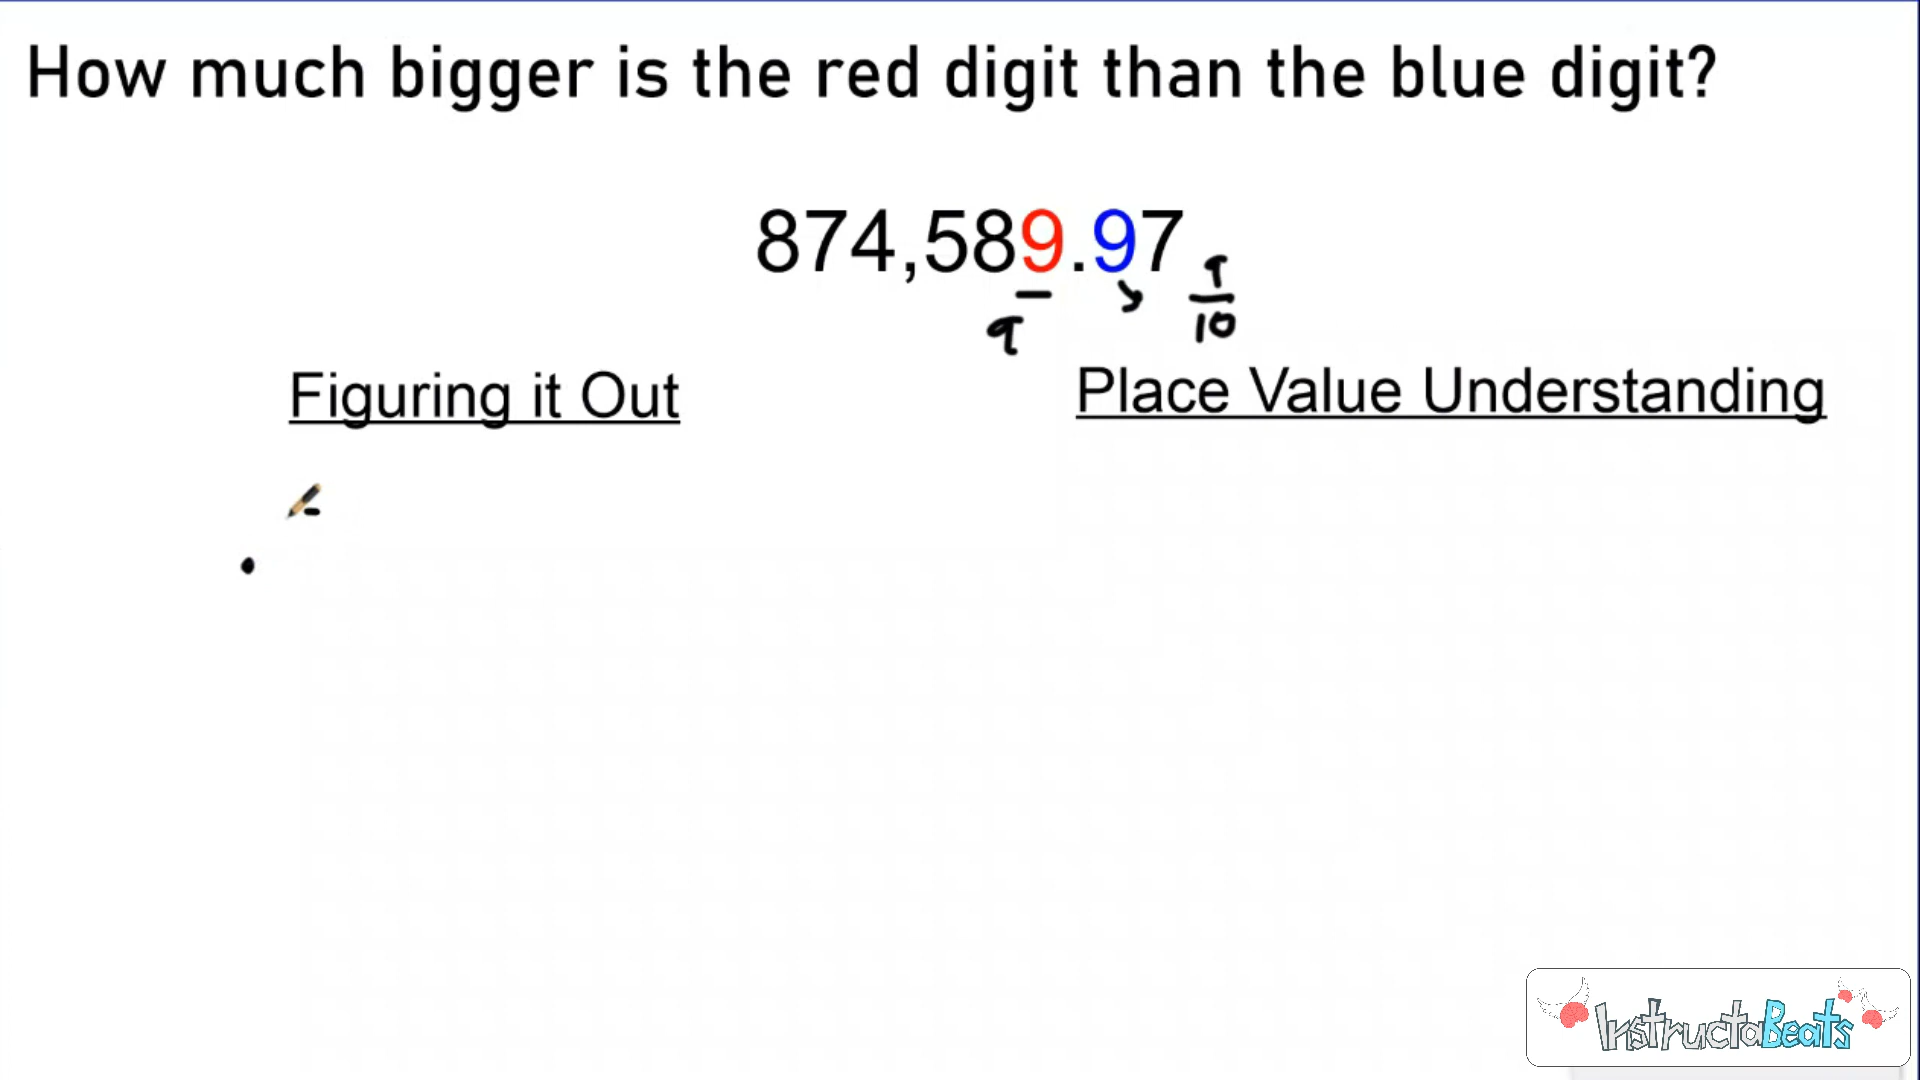 How much bigger is the red digit than the blue digit?
874,589.97
9
9
10
Figuring it Out
Place Value Understanding
InstructaBeats